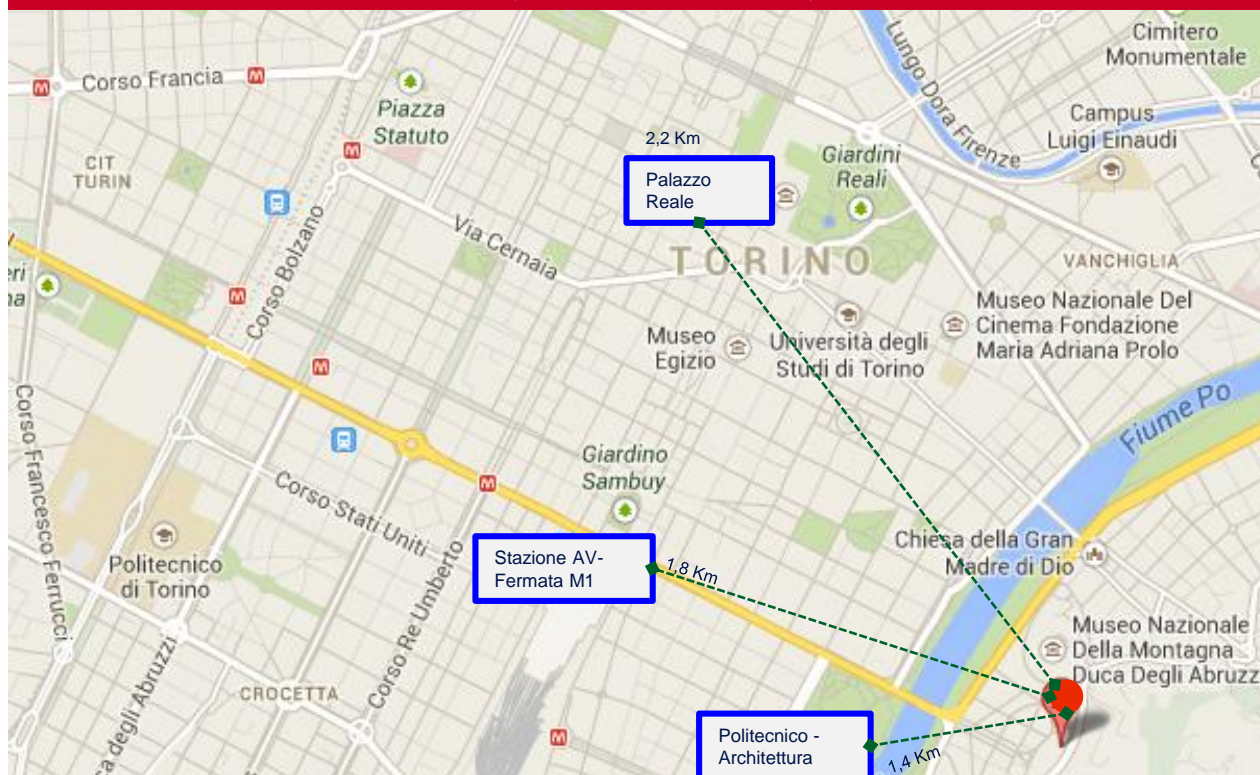 Cimitero
Monumentale
Lungo Dora Firenze
Corso Francia
Piazza
Statuto
Campus
Luigi Einaudi
2,2 Km
CIT
TURIN
Palazzo
Reale
Giardini
Reali
Via Cernaia
Corso Bolzano
TORINO
VANCHIGLIA
Museo
Egizio
Università degli
Studi di Torino
Museo Nazionale Del
Cinema Fondazione
Maria Adriana Prolo
Fiume Po
Corso Francesco Ferrucci
Giardino
Sambuy
Corso Stati Uniti
Politecnico
di Torino
Stazione AV-
Fermata M1
1,8 Km
Chiesa della Gran
Madre di Dio
Corso Re Umberto
Museo Nazionale
Della Montagna
Duca Degli Abruzz
CROCETTA
degli Abruzzi
Politecnico -
Architettura
1,4 Km